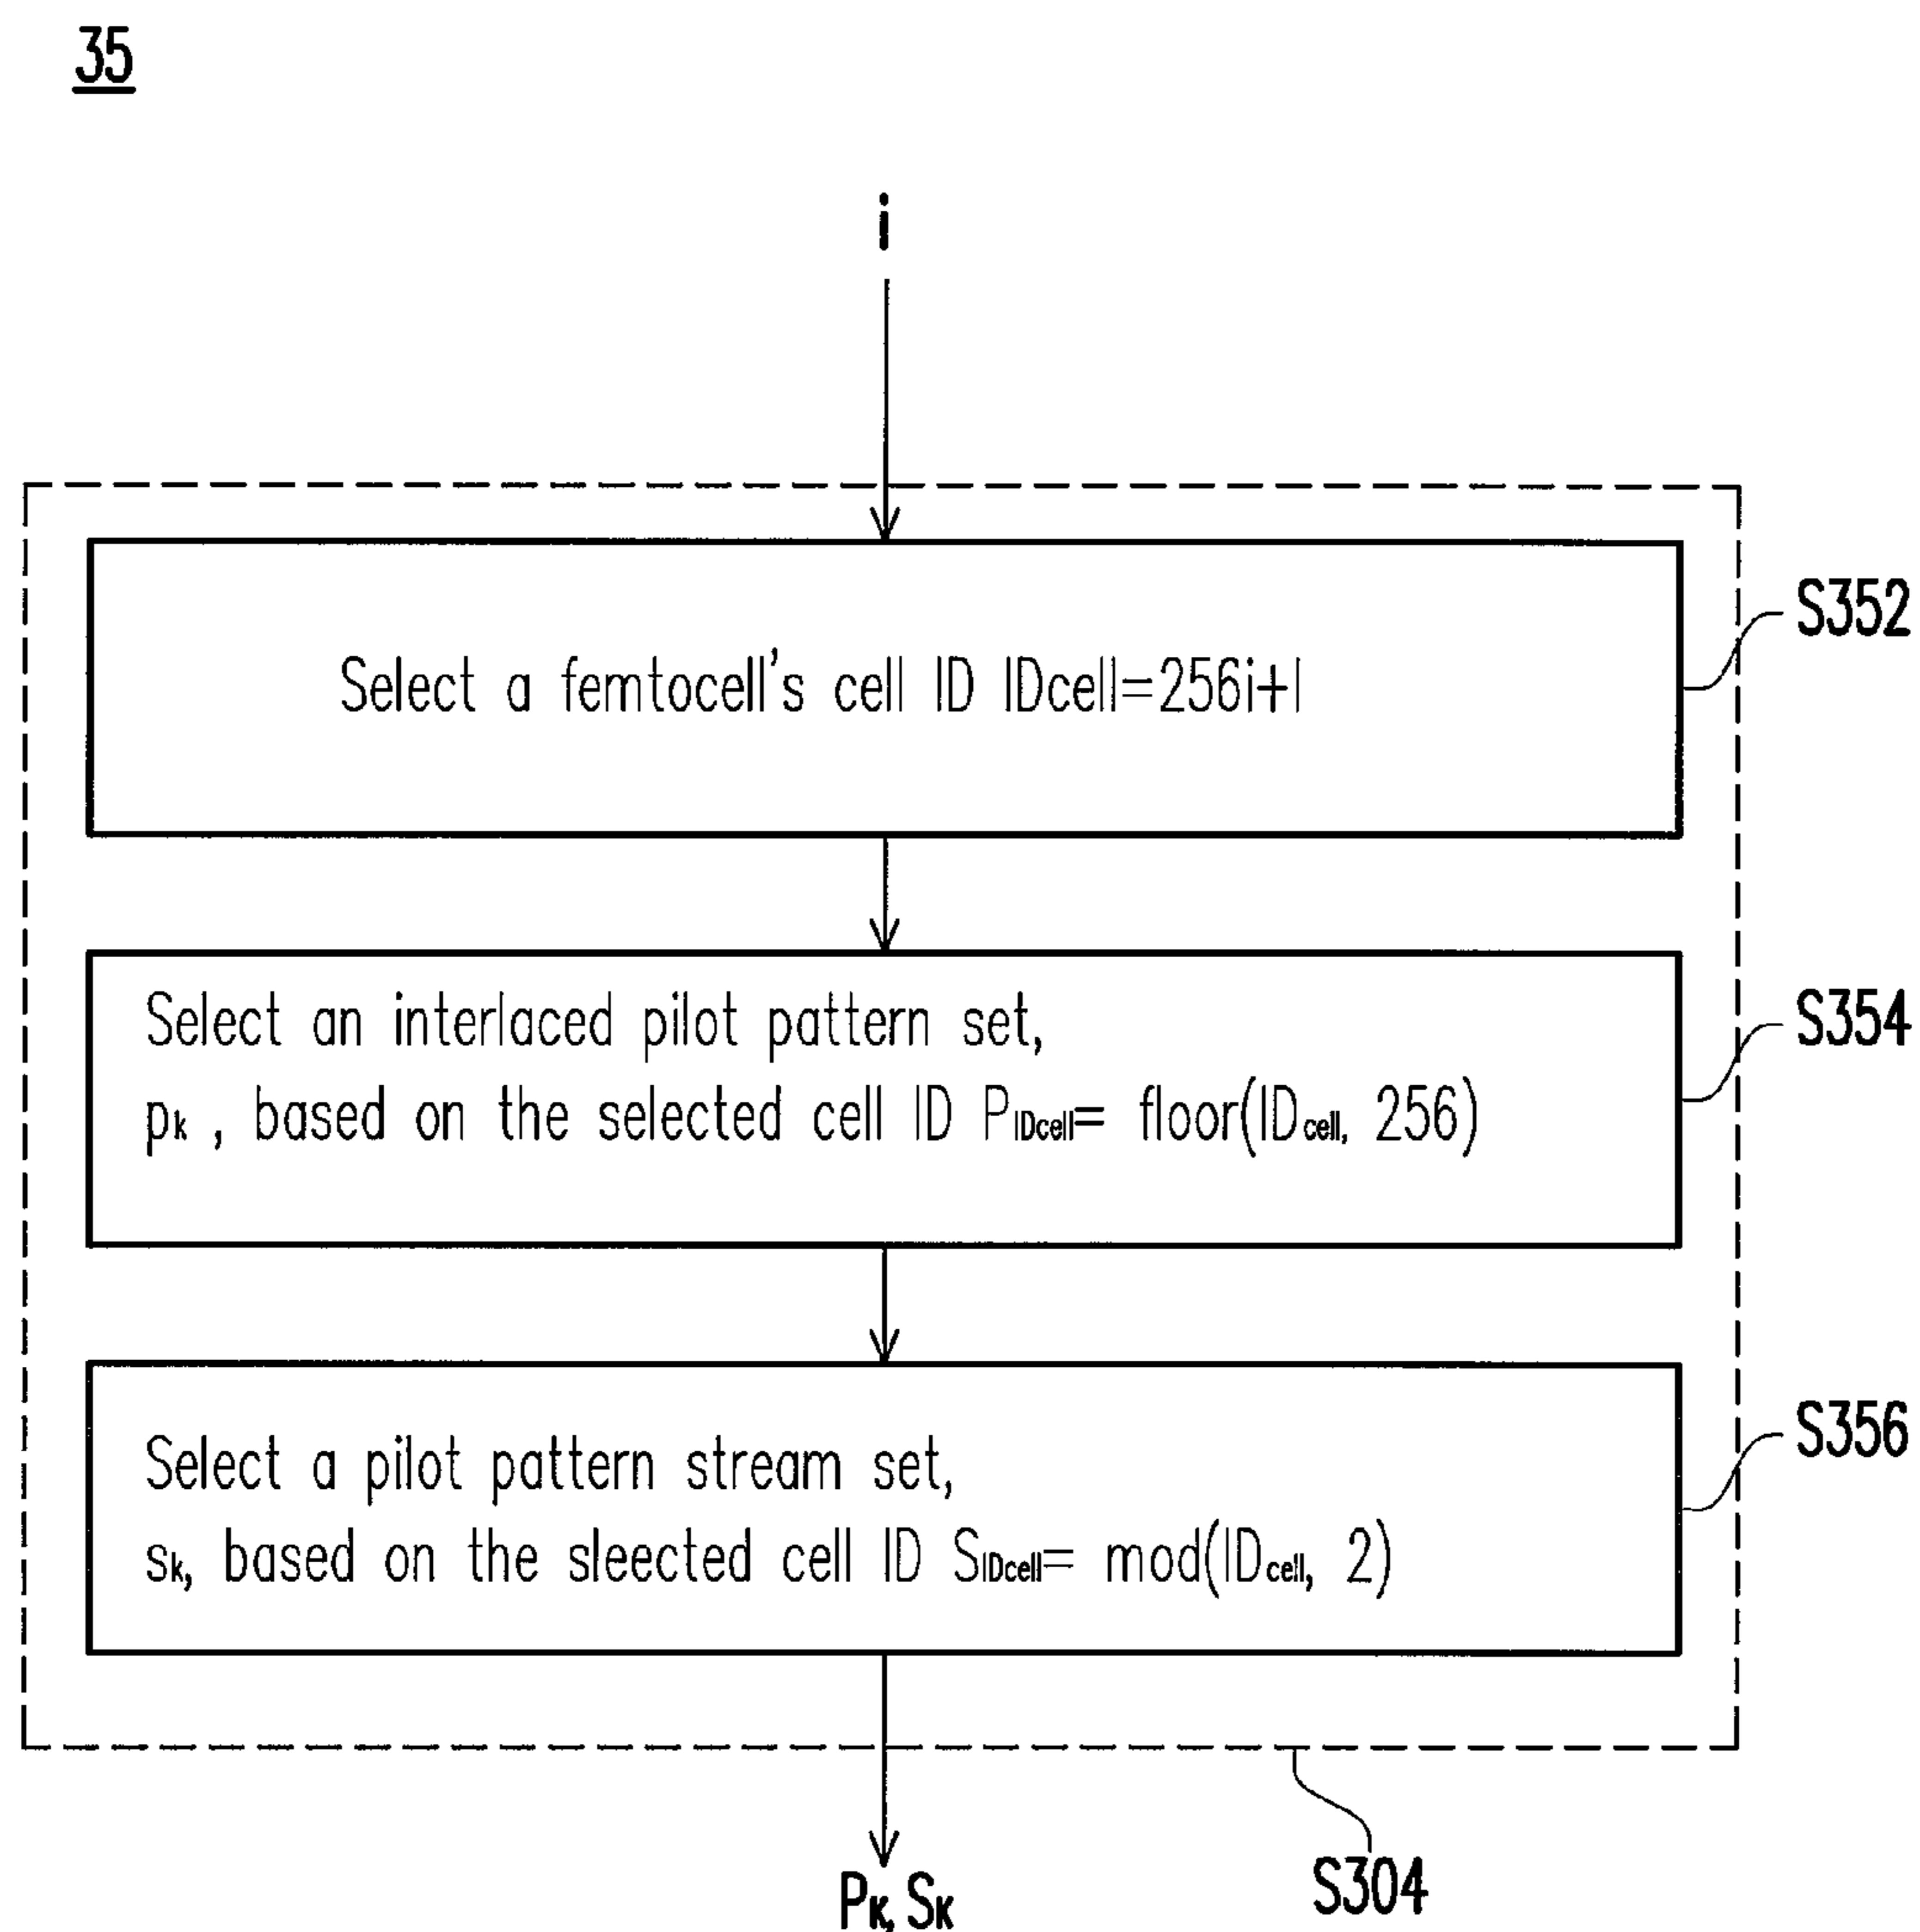 35
i
Select a femtocell's cell ID IDcell=256i+l
S352
Select an interlaced pilot pattern set,
pk , based on the selected cell ID PIDcell= floor(IDcell, 256)
S354
Select a pilot pattern stream set,
sk, based on the sleected cell ID SIDcell= mod(IDcell, 2)
S356
PK, SK
S304